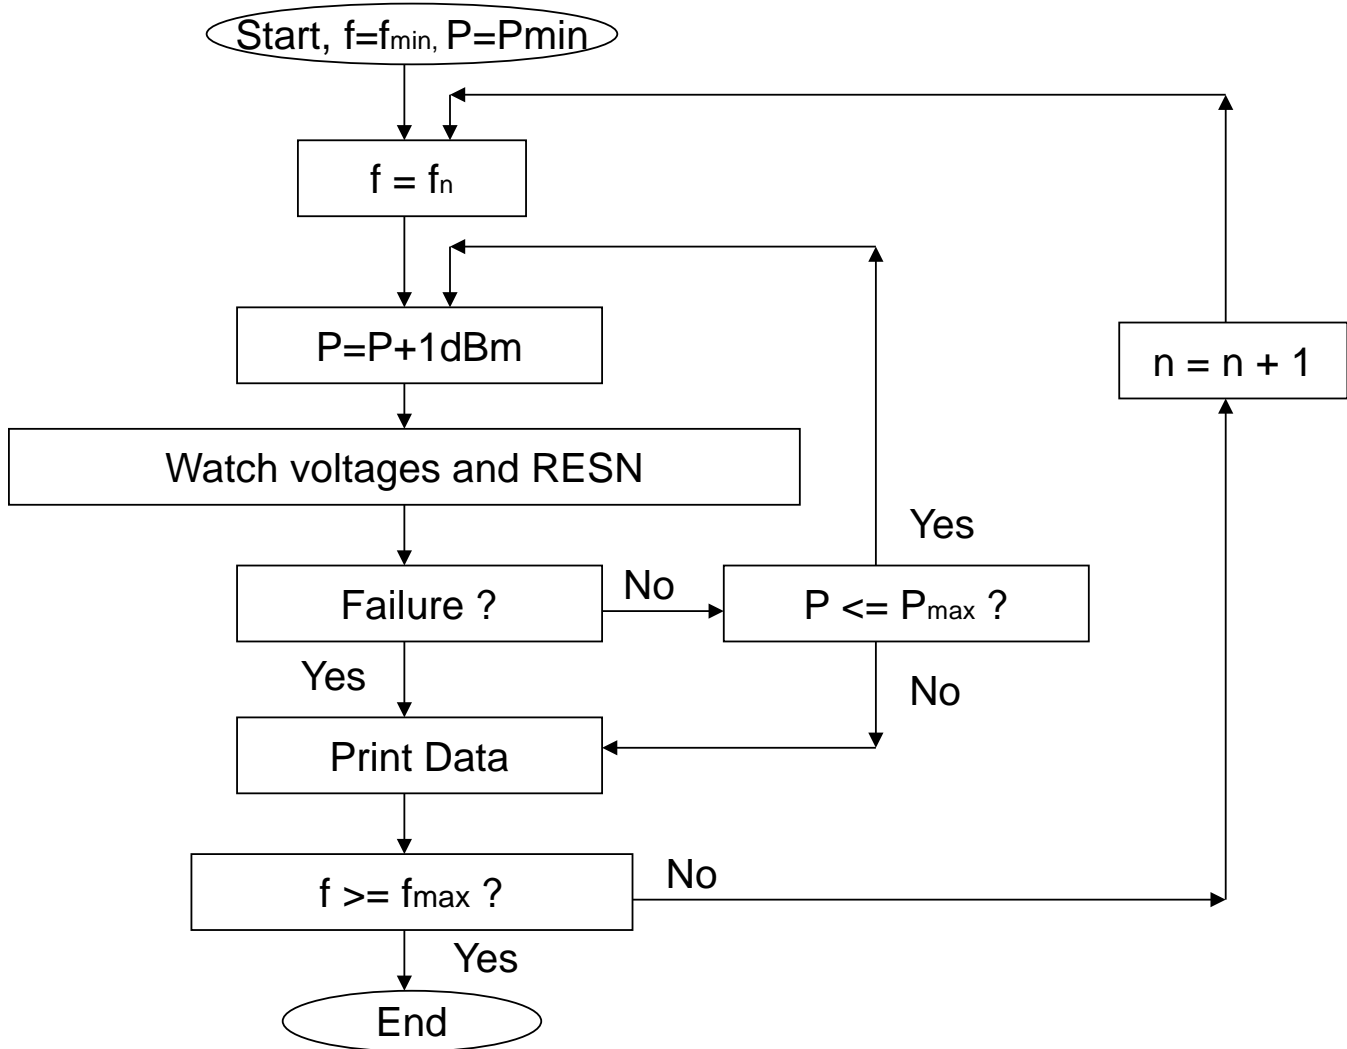 Start, f=fmin, P=Pmin
f = fn
P=P+1dBm
n = n + 1
Watch voltages and RESN
Yes
Failure ?
No
P <= Pmax ?
Yes
No
Print Data
f >= fmax ?
No
Yes
End